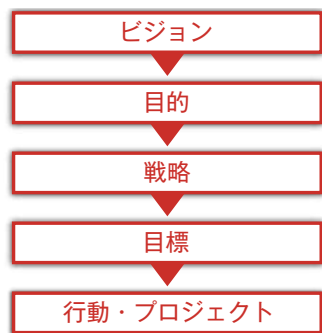 ビジョン
目的
戦略
目標
行動・プロジェクト